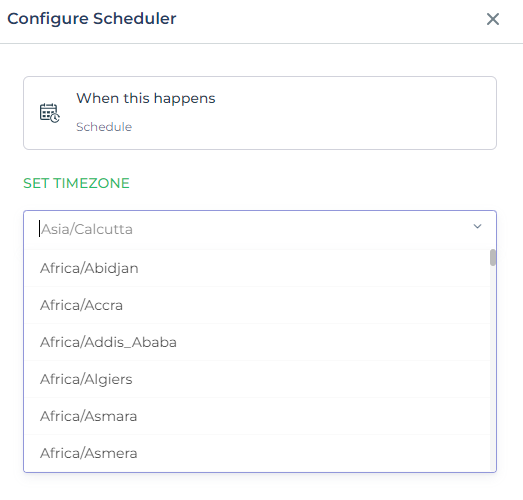 Configure Scheduler
When this happens
Schedule
SET TIMEZONE
Asia/Calcutta
Africa/Abidjan
Africa/Accra
Africa/Addis_Ababa
Africa/Algiers
Africa/Asmara
Africa/Asmera